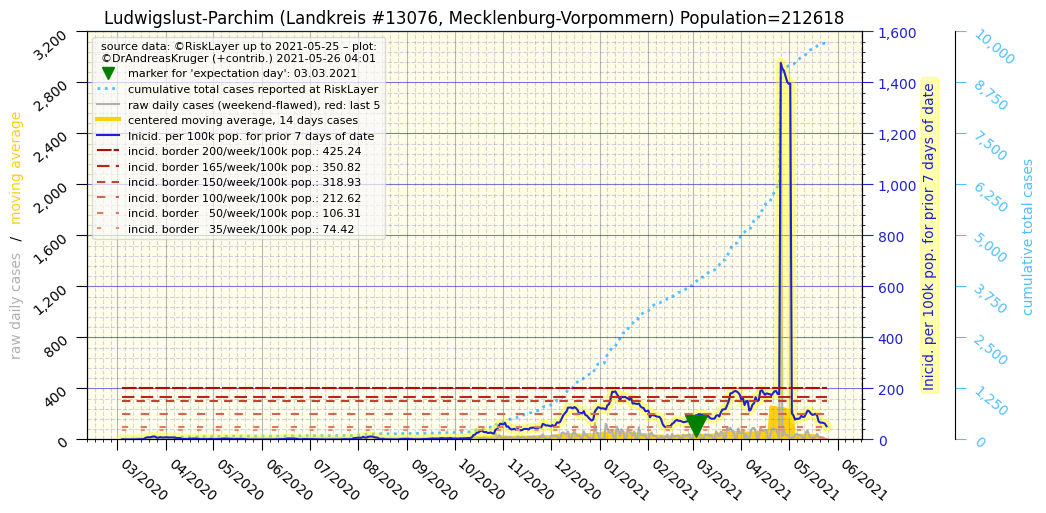 Ludwigslust-Parchim (Landkreis #13076, Mecklenburg-Vorpommern) Population=212618
source data: ©RiskLayer up to 2021-05-25 – plot:
©DrAndreasKruger (+contrib.) 2021-05-26 04:01
marker for 'expectation day': 03.03.2021
cumulative total cases reported at RiskLayer
raw daily cases (weekend-flawed), red: last 5
centered moving average, 14 days cases
Inicid. per 100k pop. for prior 7 days of date
incid. border 200/week/100k pop.: 425.24
incid. border 165/week/100k pop.: 350.82
incid. border 150/week/100k pop.: 318.93
incid. border 100/week/100k pop.: 212.62
incid. border 50/week/100k pop.: 106.31
incid. border 35/week/100k pop.: 74.42
raw daily cases / moving average
3,200
2,800
2,400
2,000
1,600
1,200
800
400
0
1,600
1,400
1,200
1,000
800
600
400
200
0
Inicid. per 100k pop. for prior 7 days of date
10,000
8,750
7,500
6,250
5,000
3,750
2,500
1,250
0
cumulative total cases
03/2020
04/2020
05/2020
06/2020
07/2020
08/2020
09/2020
10/2020
11/2020
12/2020
01/2021
02/2021
03/2021
04/2021
05/2021
06/2021